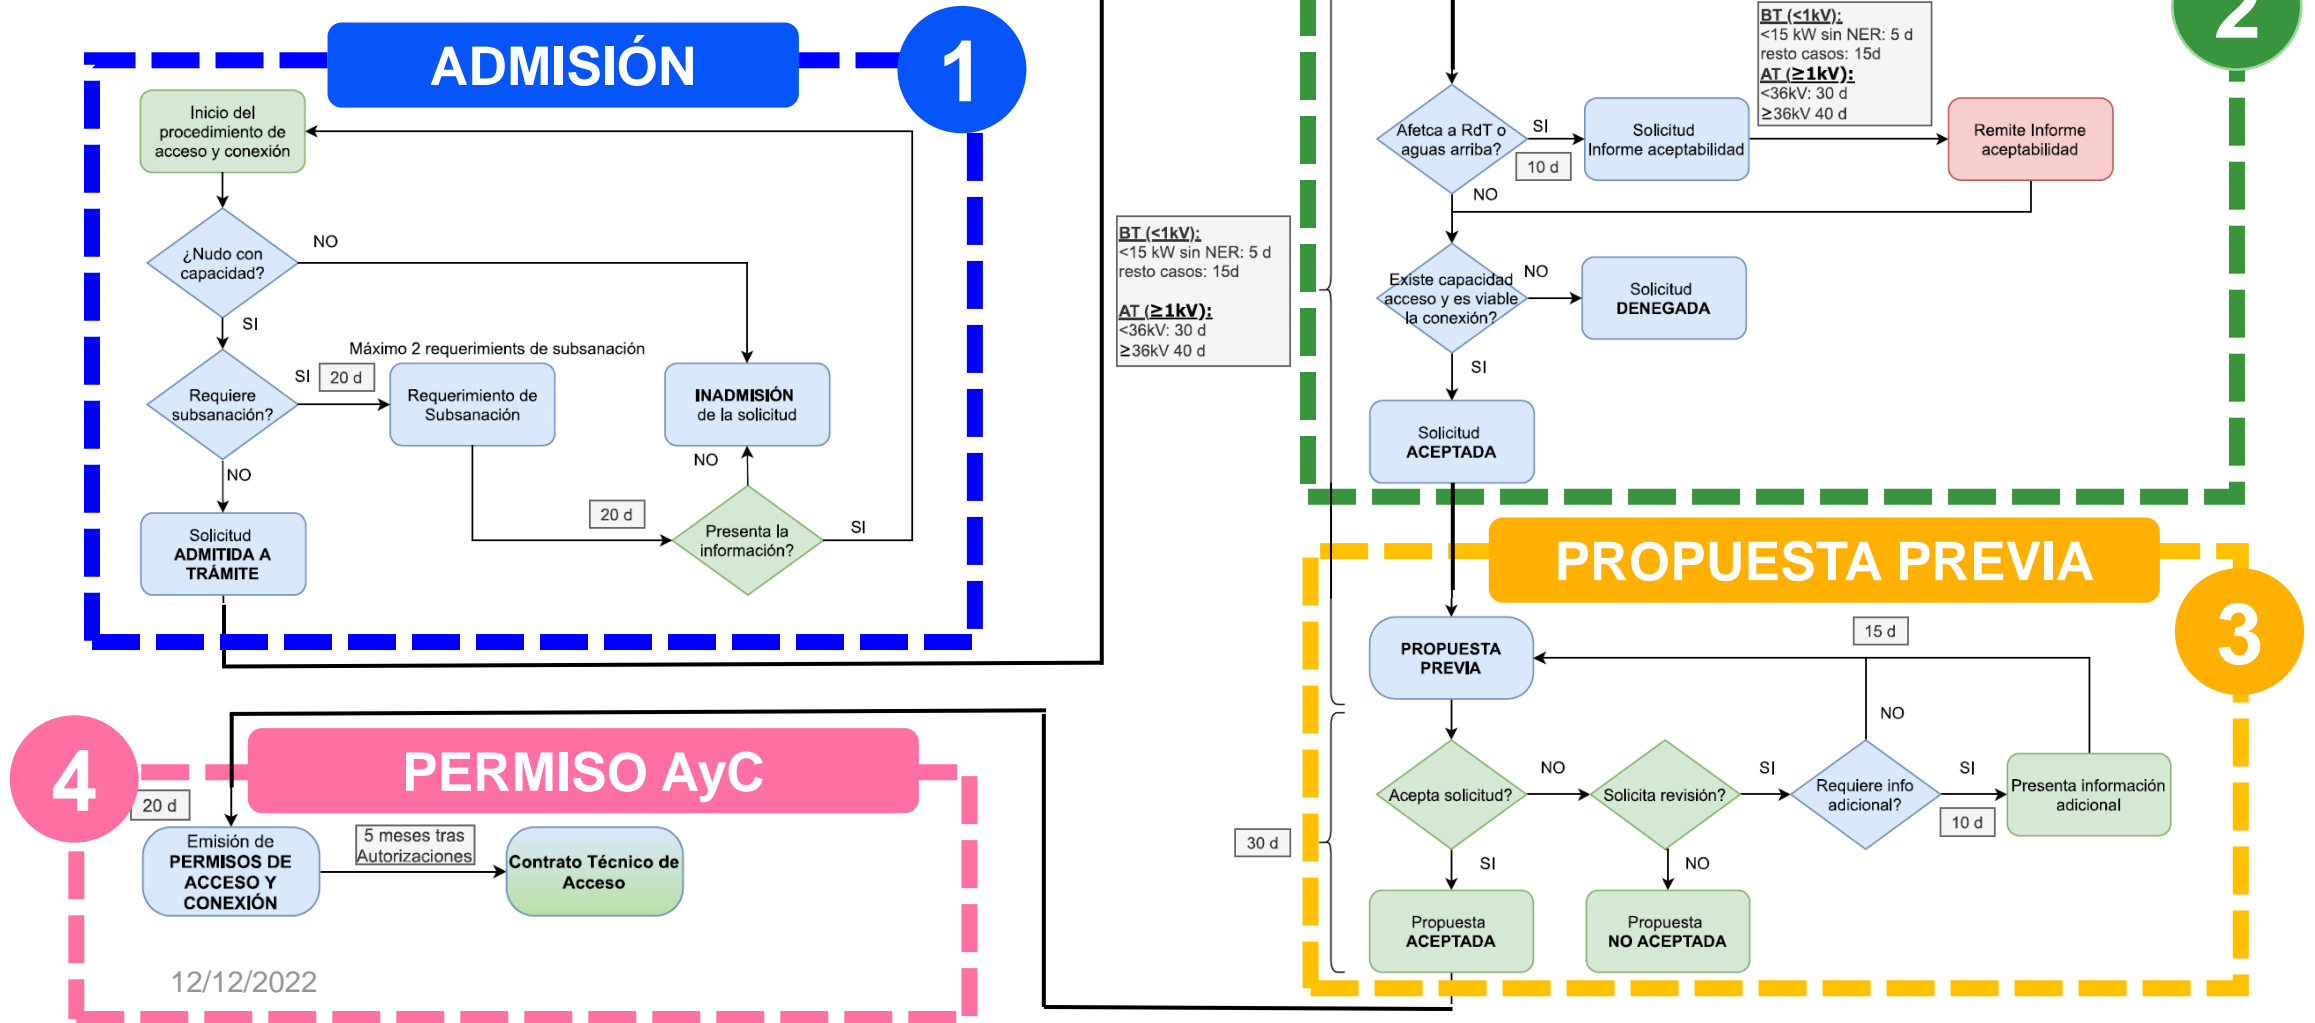 ADMISIÓN
1
Inicio del
procedimiento de
acceso y conexión
¿Nudo con
capacidad?
NO
SI
Requiere
subsanación?
SI
20 d
Máximo 2 requerimients de subsanación
Requerimiento de
Subsanación
INADMISIÓN
de la solicitud
NO
NO
20 d
Presenta la
información?
SI
Solicitud
ADMITIDA A
TRÁMITE
2
BT (<1kV):
<15 kW sin NER: 5 d
resto casos: 15d
AT (≥1kV):
<36kV: 30 d
≥36kV 40 d
Afetca a RdT o
aguas arriba?
SI
10 d
Solicitud
Informe aceptabilidad
Remite Informe
aceptabilidad
NO
BT (<1kV):
<15 kW sin NER: 5 d
resto casos: 15d
AT (≥1kV):
<36kV: 30 d
≥36kV 40 d
Existe capacidad
acceso y es viable
la conexión?
NO
Solicitud
DENEGADA
SI
Solicitud
ACEPTADA
PROPUESTA PREVIA
3
PROPUESTA
PREVIA
15 d
Acepta solicitud?
NO
Solicita revisión?
SI
Requiere info
adicional?
NO
SI
10 d
Presenta información
adicional
30 d
SI
NO
Propuesta
ACEPTADA
Propuesta
NO ACEPTADA
4
PERMISO AyC
20 d
Emisión de
PERMISOS DE
ACCESO Y
CONEXIÓN
5 meses tras
Autorizaciones
Contrato Técnico de
Acceso
12/12/2022